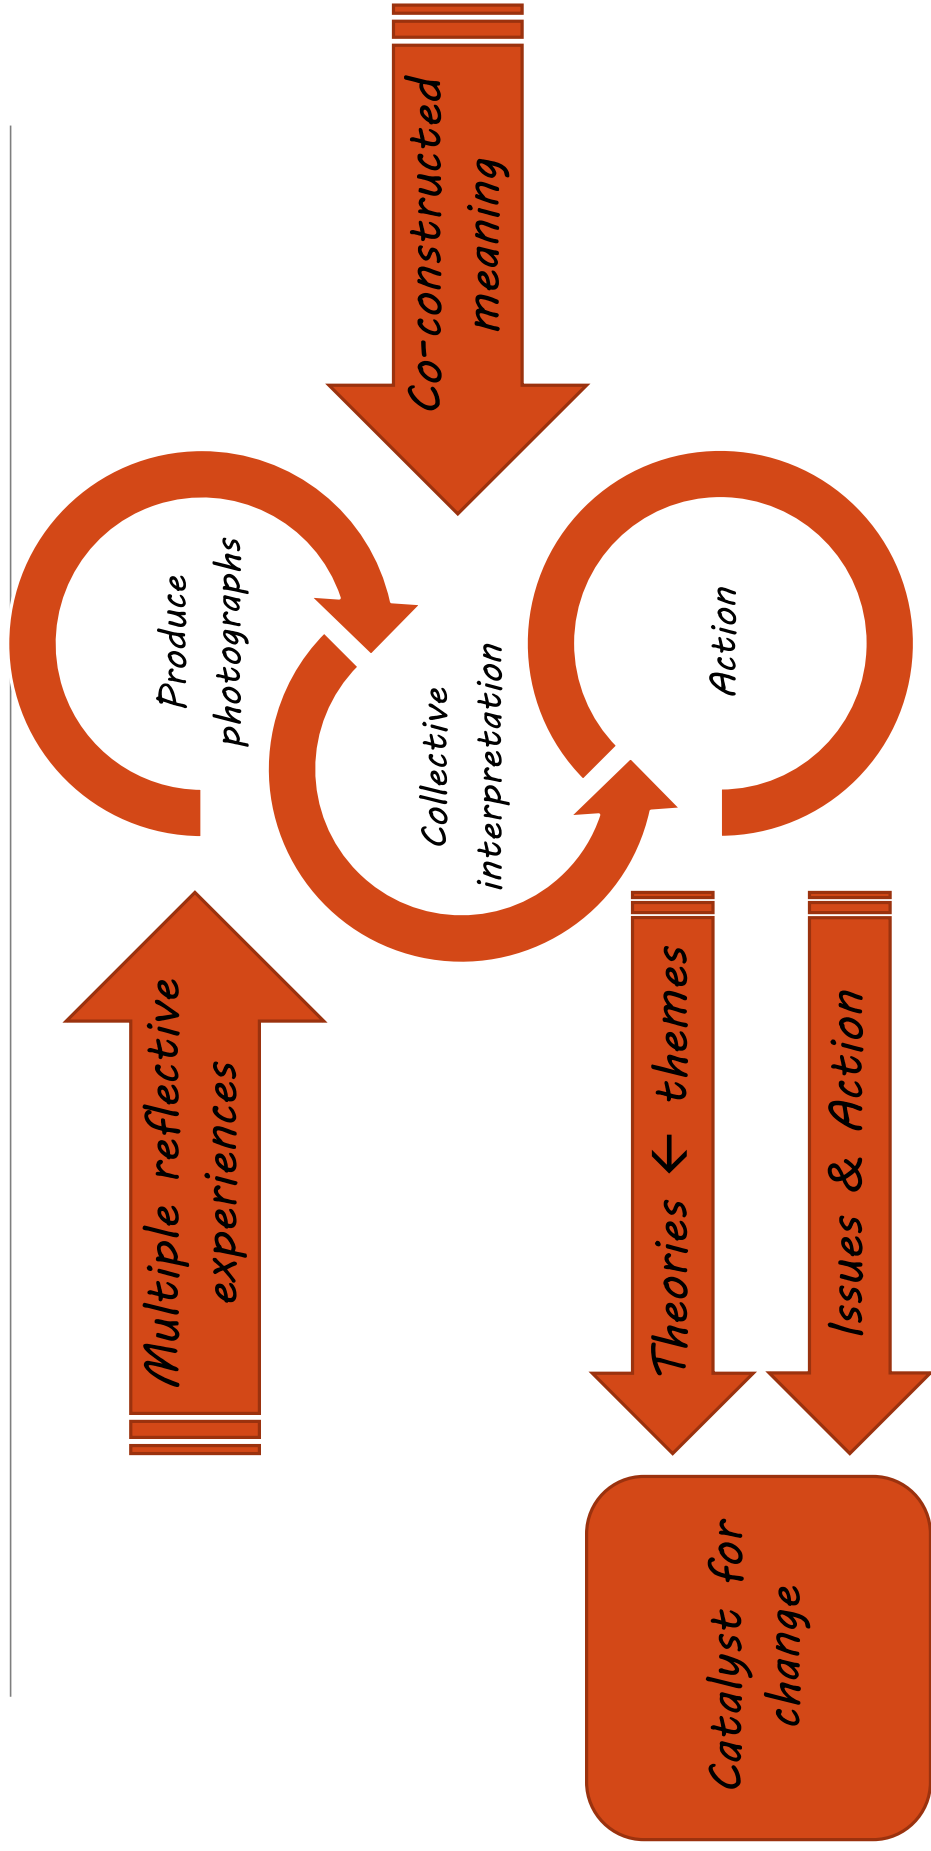 Multiple reflective
experiences
Produce
photographs
Collective
interpretation
Co-constructed
meaning
Theories ← themes
Action
Issues & Action
Catalyst for
change